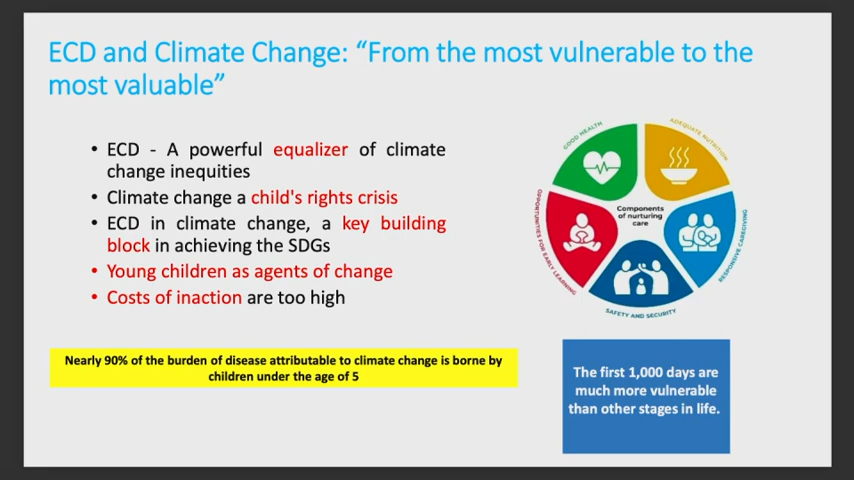 ECD and Climate Change: “From the most vulnerable to the
most valuable”
• ECD - A powerful equalizer of climate
change inequities
• Climate change a child's rights crisis
• ECD in climate change, a key building
block in achieving the SDGs
• Young children as agents of change
• Costs of inaction are too high
GOOD HEALTH
ADEQUATE NUTRITION
OPPORTUNITIES FOR EARLY LEARNING
Components
of nurturing
care
RESPONSIVE CAREGIVING
SAFETY AND SECURITY
Nearly 90% of the burden of disease attributable to climate change is borne by
children under the age of 5
The first 1,000 days are
much more vulnerable
than other stages in life.